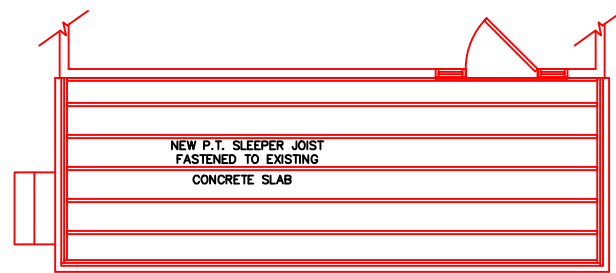 NEW P.T. SLEEPER JOIST
FASTENED TO EXISTING
CONCRETE SLAB